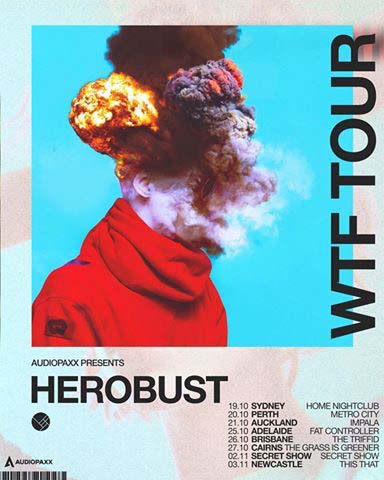 WTF TOUR
AUDIOPAXX PRESENTS
HEROBUST
19.10 SYDNEY HOME NIGHTCLUB
20.10 PERTH METRO CITY
21.10 AUCKLAND IMPALA
25.10 ADELAIDE FAT CONTROLLER
26.10 BRISBANE THE TRIFFID
27.10 CAIRNS THE GRASS IS GREENER
02.11 SECRET SHOW SECRET SHOW
03.11 NEWCASTLE THIS THAT
AUDIOPAXX